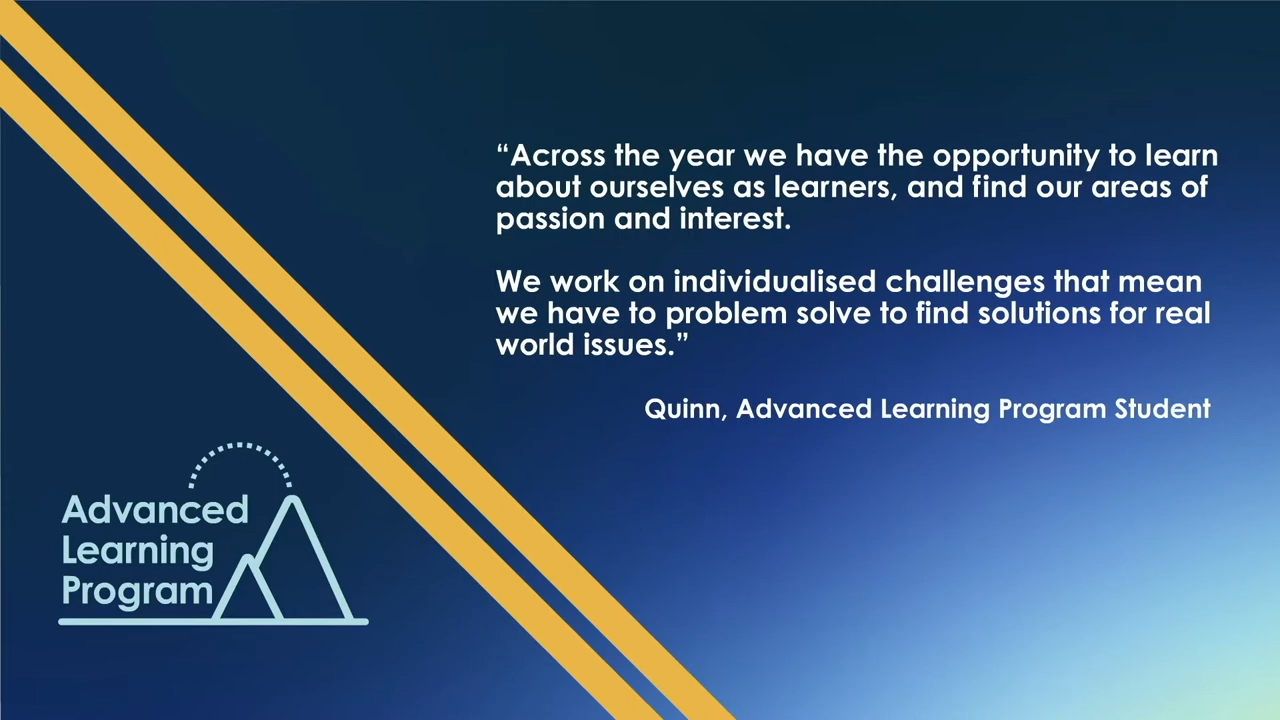 “Across the year we have the opportunity to learn
about ourselves as learners, and find our areas of
passion and interest.
We work on individualised challenges that mean
we have to problem solve to find solutions for real
world issues.”
Quinn, Advanced Learning Program Student
Advanced
Learning
Program